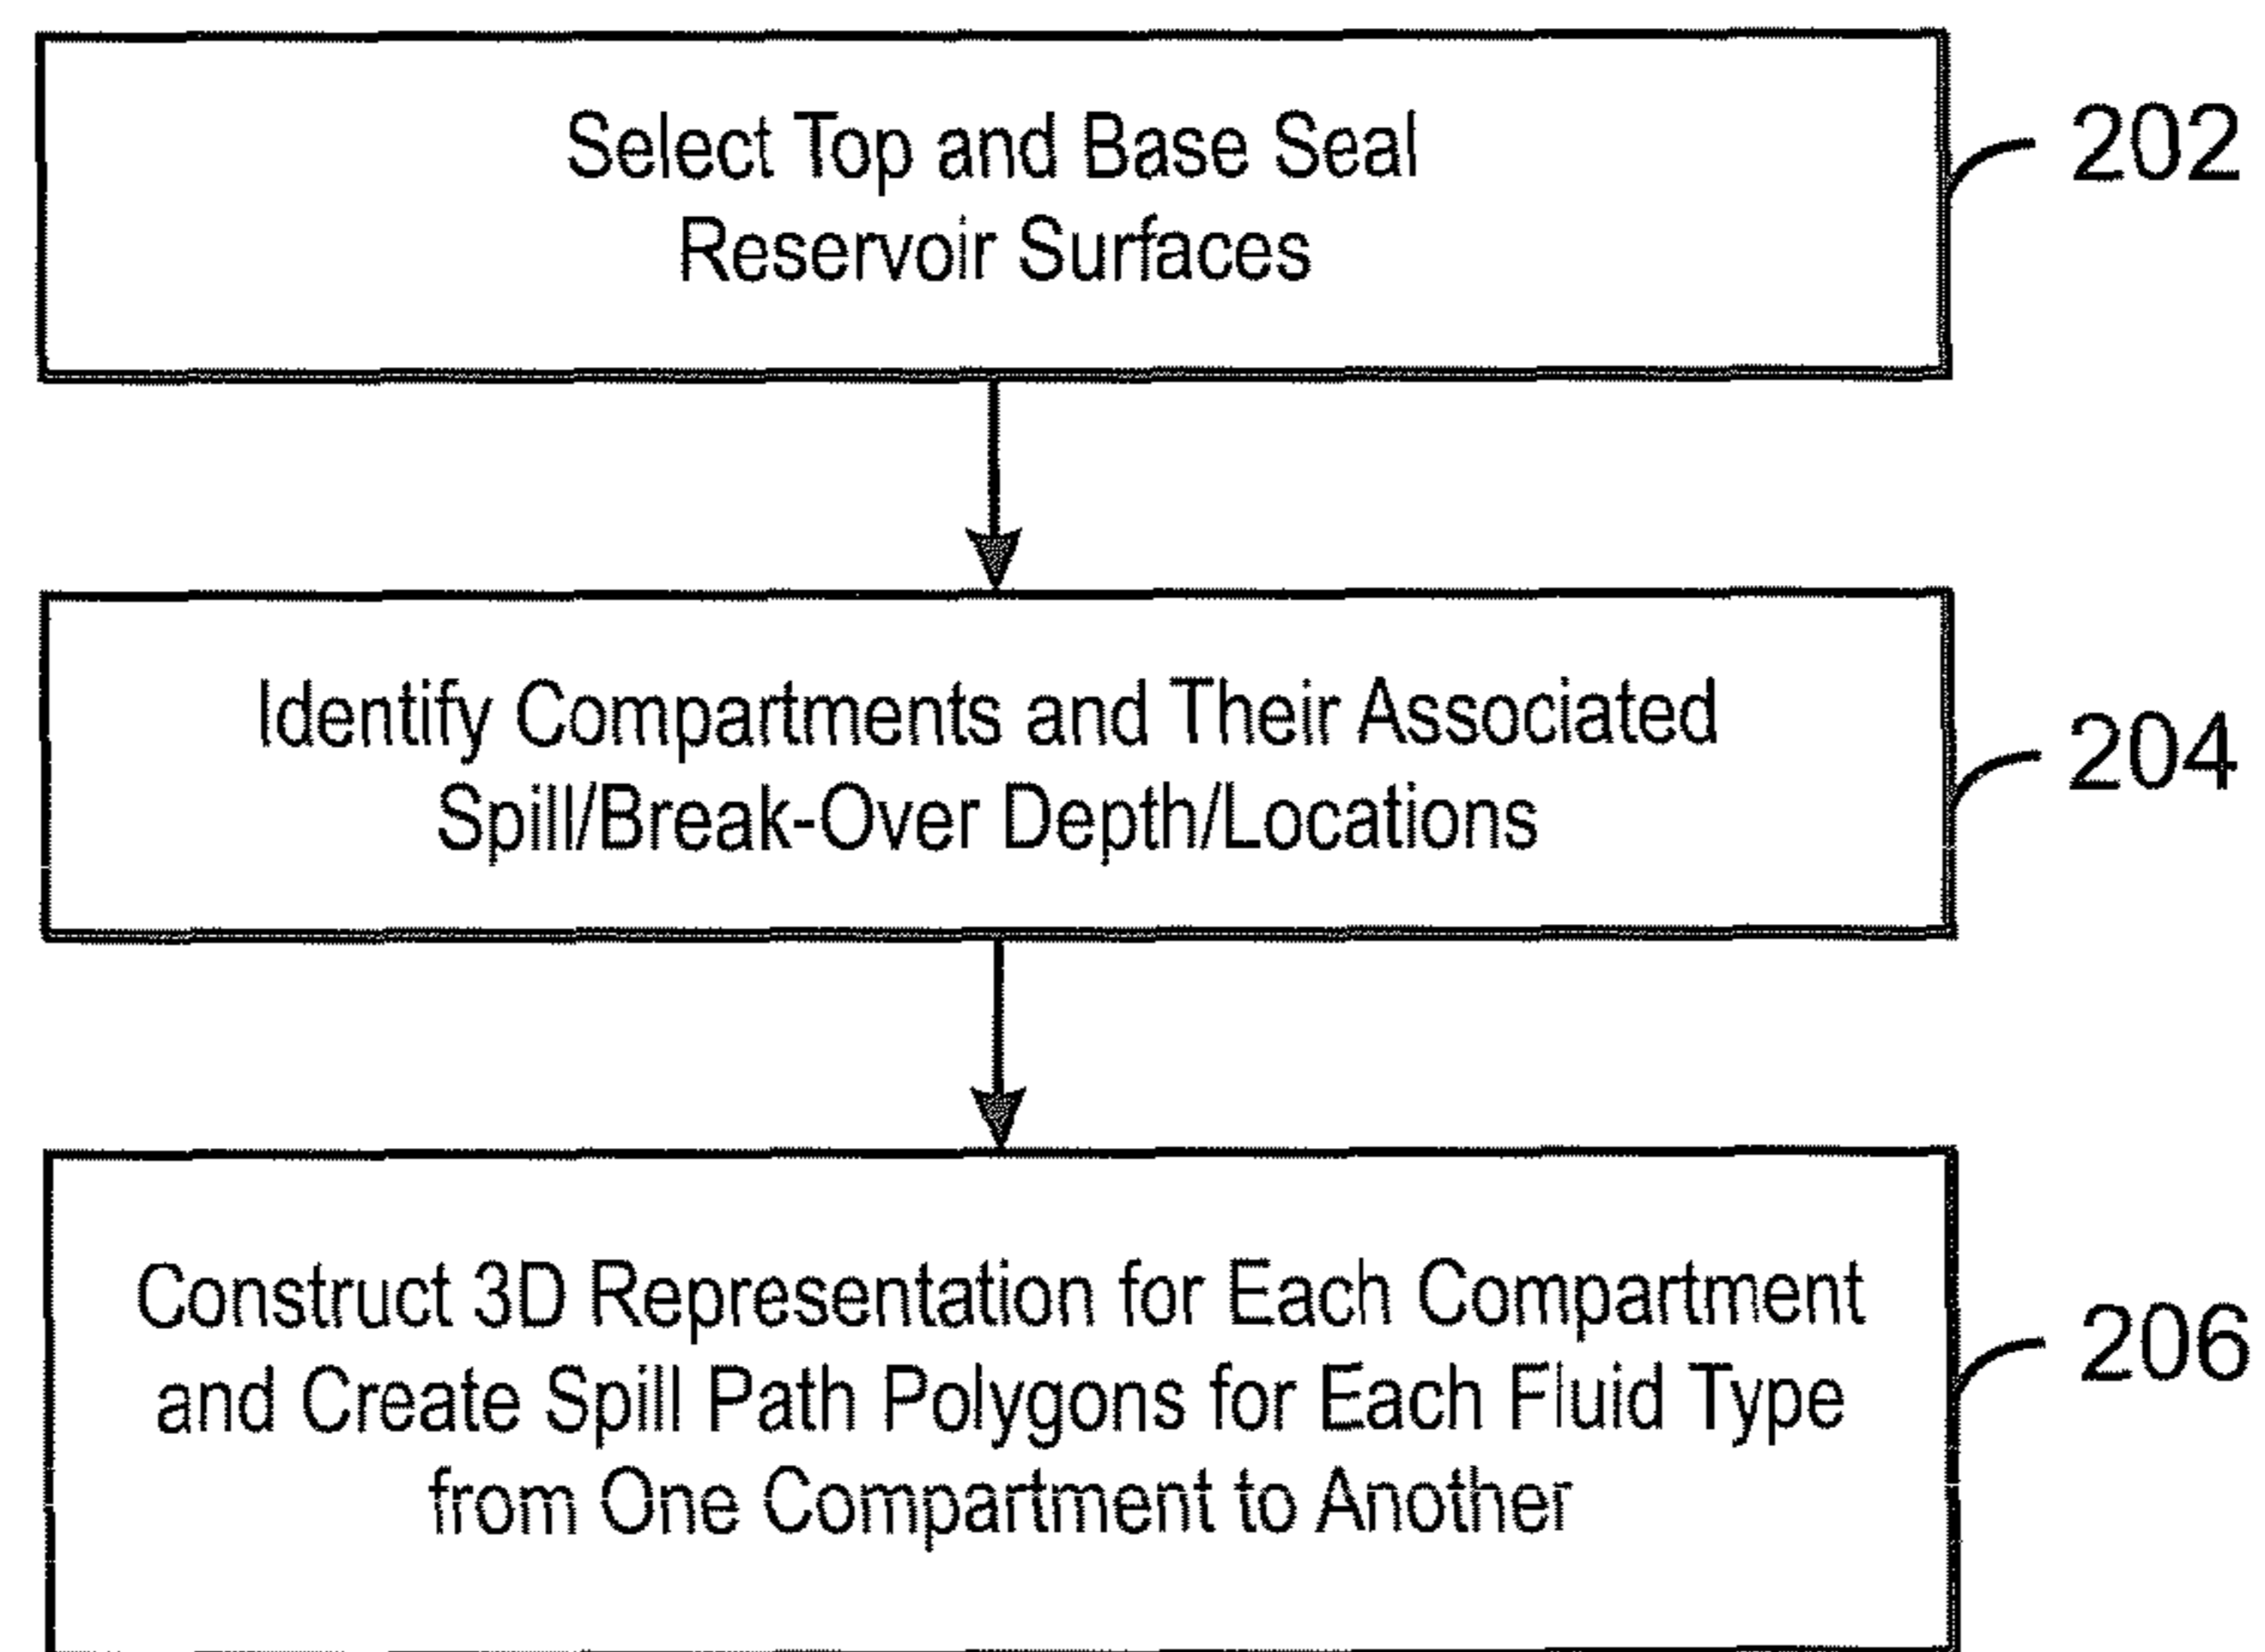 Select Top and Base Seal
Reservoir Surfaces
202
Identify Compartments and Their Associated
Spill/Break-Over Depth/Locations
204
Construct 3D Representation for Each Compartment
and Create Spill Path Polygons for Each Fluid Type
from One Compartment to Another
206